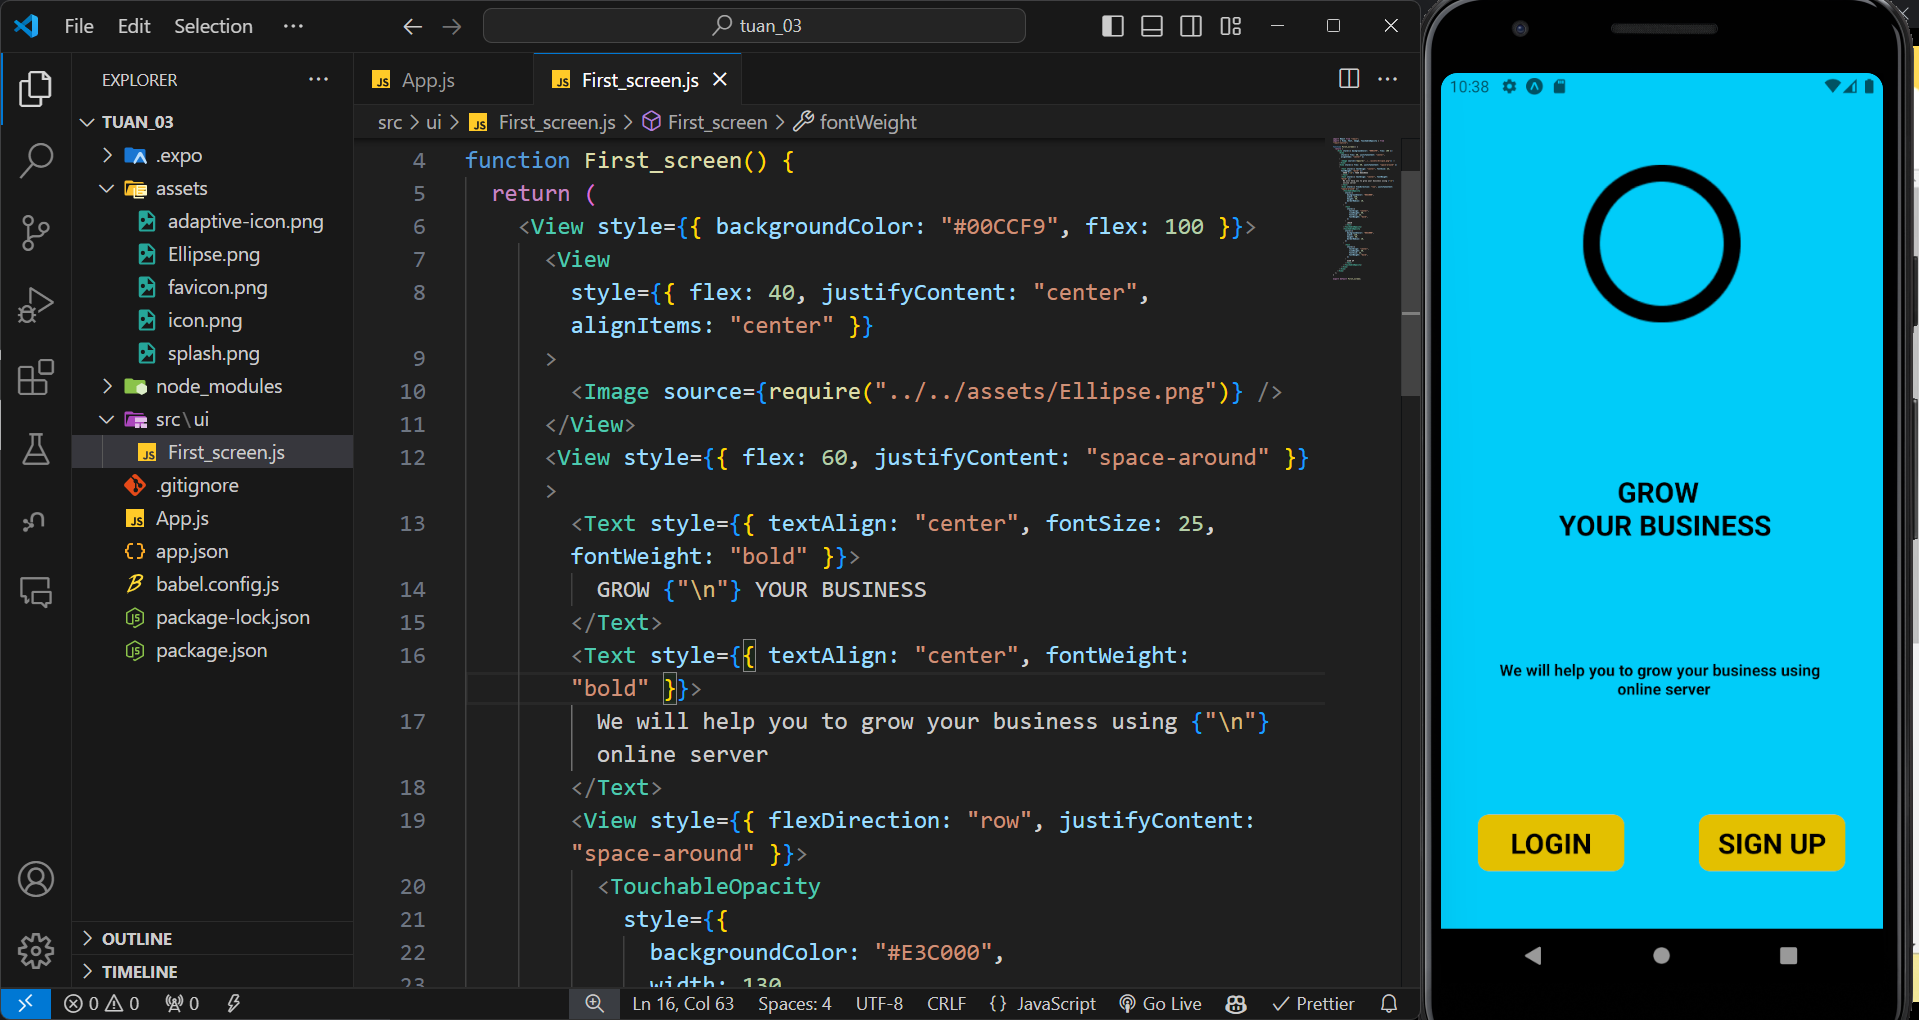 File Edit Selection ···
tuan_03
EXPLORER
TUAN_03
.expo
assets
adaptive-icon.png
Ellipse.png
favicon.png
icon.png
splash.png
node_modules
src\ui
First_screen.js
.gitignore
App.js
app.json
babel.config.js
package-lock.json
package.json
OUTLINE
TIMELINE
JS App.js
JS First_screen.js
src > ui > JS First_screen.js > First_screen > fontWeight
4 function First_screen() {
5 return (
6 <View style={{ backgroundColor: "#00CCF9", flex: 100 }}>
7 <View
8 style={{ flex: 40, justifyContent: "center",
alignItems: "center" }}
9 >
10 <Image source={require("../../assets/Ellipse.png")} />
11 </View>
12 <View style={{ flex: 60, justifyContent: "space-around" }}
>
13 <Text style={{ textAlign: "center", fontSize: 25,
fontWeight: "bold" }}>
14 GROW {"\n"} YOUR BUSINESS
15 </Text>
16 <Text style={{ textAlign: "center", fontWeight:
"bold" }}>
17 We will help you to grow your business using {"\n"}
online server
18 </Text>
19 <View style={{ flexDirection: "row", justifyContent:
"space-around" }}>
20 <TouchableOpacity
21 style={{
22 backgroundColor: "#E3C000",
23 width: 130
0 0 0
Ln 16, Col 63 Spaces: 4 UTF-8 CRLF {} JavaScript Go Live Prettier
10:38
GROW
YOUR BUSINESS
We will help you to grow your business using
online server
LOGIN
SIGN UP